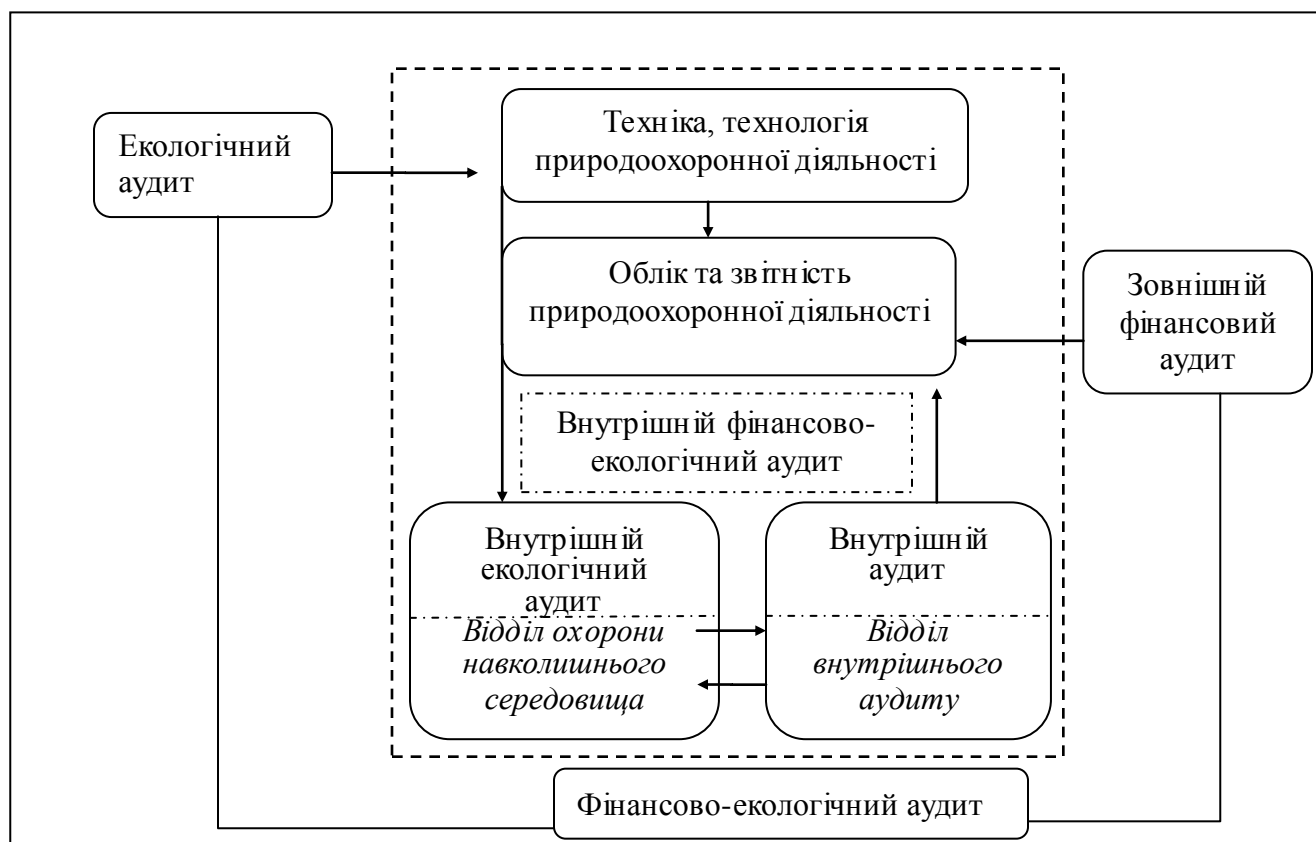 Техніка, технологія
природоохоронної діяльності
Екологічний
аудит
Облік та звітність
природоохоронної діяльності
Зовнішній
фінансовий
аудит
Внутрішній фінансово-
екологічний аудит
Внутрішній
екологічний
аудит
Відділ охорони
навколишнього
середовища
Внутрішній
аудит
Відділ
внутрішнього
аудиту
Фінансово-екологічний аудит